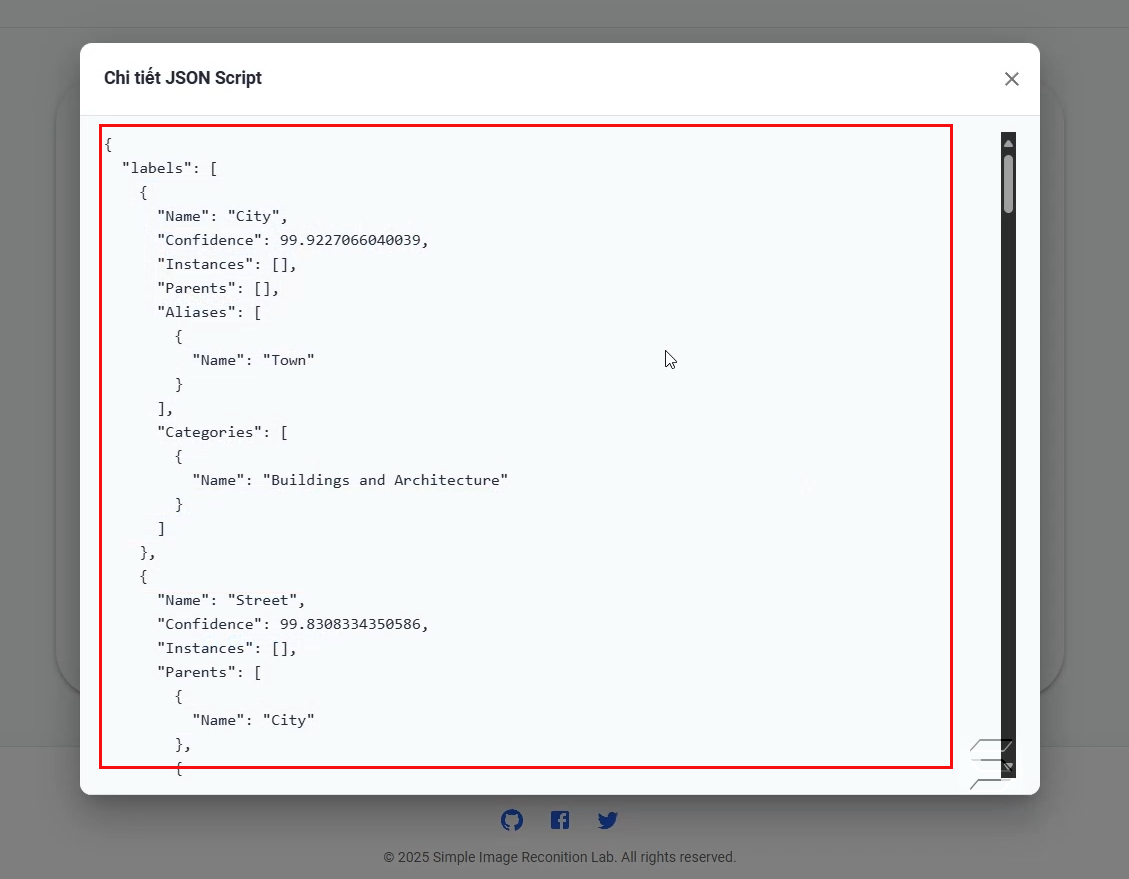 Chi tiết JSON Script
{
"labels": [
{
"Name": "City",
"Confidence": 99.9227066040039,
"Instances": [],
"Parents": [],
"Aliases": [
{
"Name": "Town"
}
],
"Categories": [
{
"Name": "Buildings and Architecture"
}
]
},
{
"Name": "Street",
"Confidence": 99.8308334350586,
"Instances": [],
"Parents": [
{
"Name": "City"
},
{
© 2025 Simple Image Reconition Lab. All rights reserved.